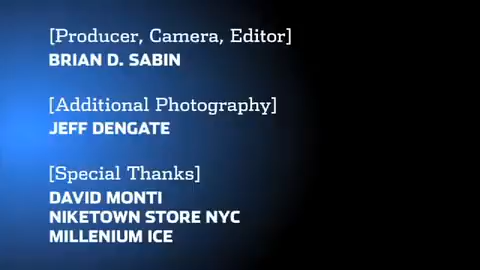 [Producer, Camera, Editor]
BRIAN D. SABIN
[Additional Photography]
JEFF DENGATE
[Special Thanks]
DAVID MONTI
NIKETOWN STORE NYC
MILLENIUM ICE